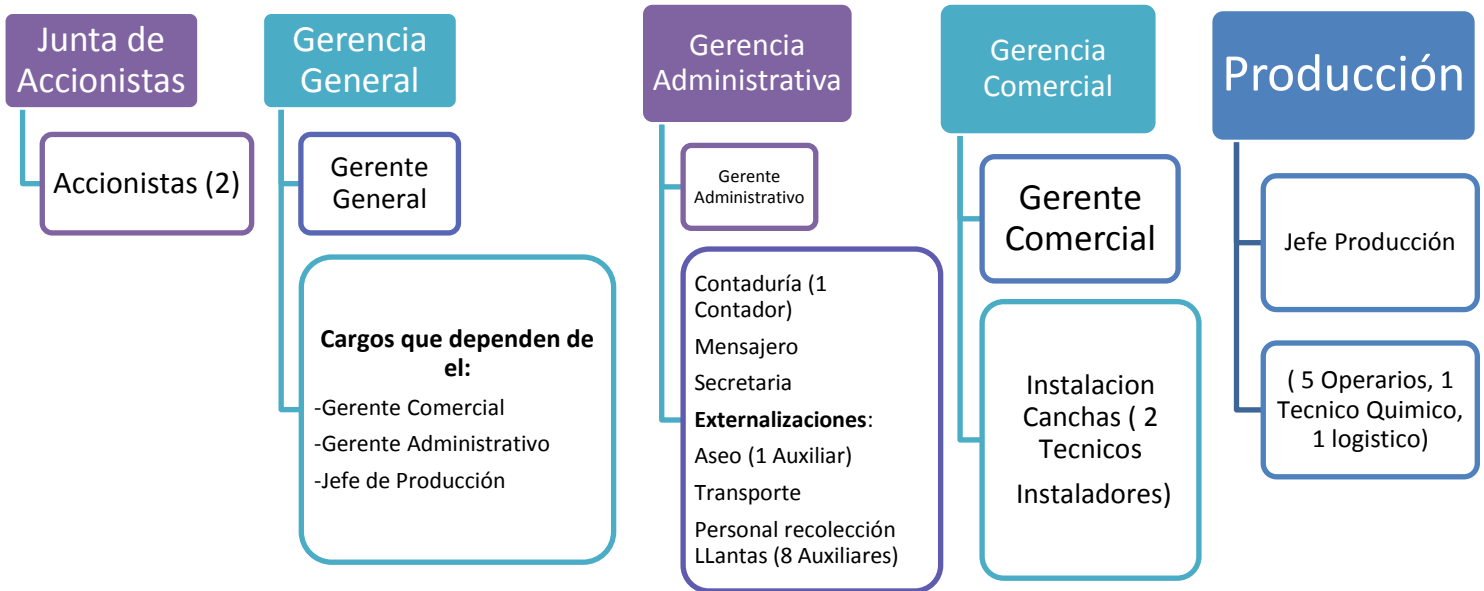 Junta de
Accionistas
Accionistas (2)
Gerencia
General
Gerente
General
Cargos que dependen de
el:
-Gerente Comercial
-Gerente Administrativo
-Jefe de Producción
Gerencia
Administrativa
Gerente
Administrativo
Contaduría (1
Contador)
Mensajero
Secretaria
Externalizaciones:
Aseo (1 Auxiliar)
Transporte
Personal recolección
LLantas (8 Auxiliares)
Gerencia
Comercial
Gerente
Comercial
Instalacion
Canchas ( 2
Tecnicos
Instaladores)
Producción
Jefe Producción
( 5 Operarios, 1
Tecnico Quimico,
1 logistico)